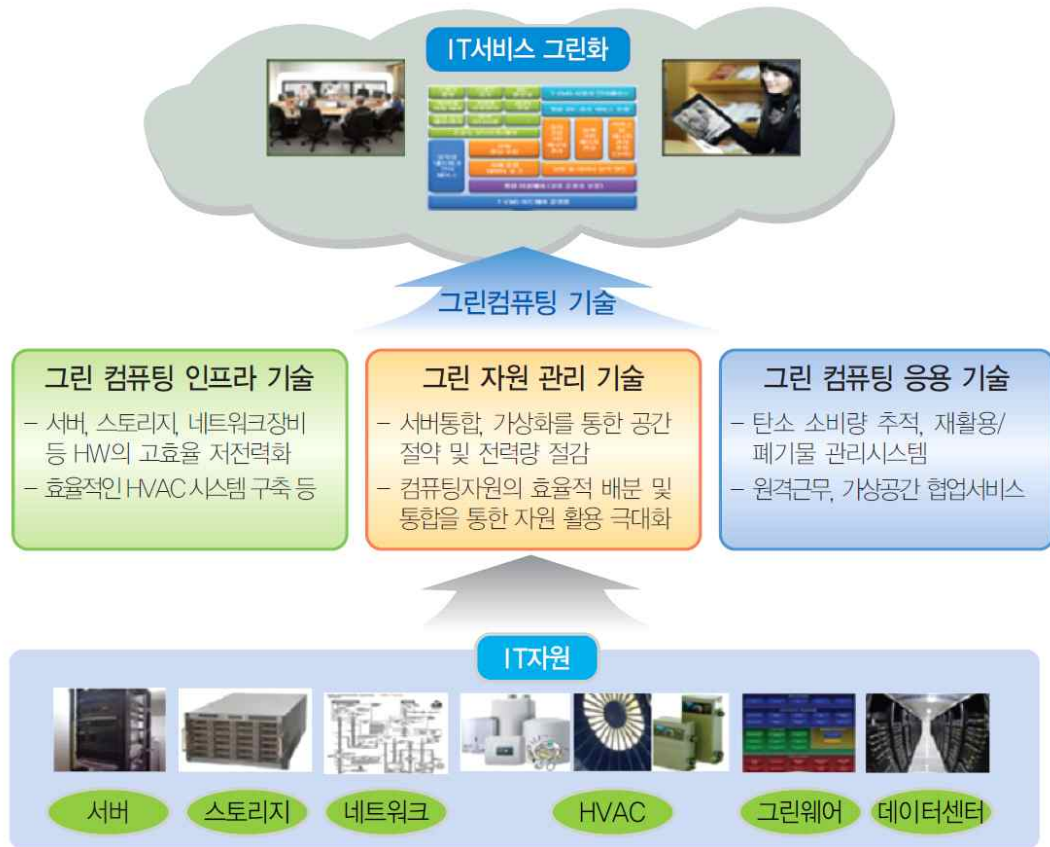 IT서비스 그린화
그린컴퓨팅 기술
그린 컴퓨팅 인프라 기술
– 서버, 스토리지, 네트워크장비
등 HW의 고효율 저전력화
– 효율적인 HVAC 시스템 구축 등
그린 자원 관리 기술
– 서버통합, 가상화를 통한 공간
절약 및 전력량 절감
– 컴퓨팅자원의 효율적 배분 및
통합을 통한 자원 활용 극대화
그린 컴퓨팅 응용 기술
– 탄소 소비량 추적, 재활용/
폐기물 관리시스템
– 원격근무, 가상공간 협업서비스
IT자원
서버
스토리지
네트워크
HVAC
그린웨어
데이터센터